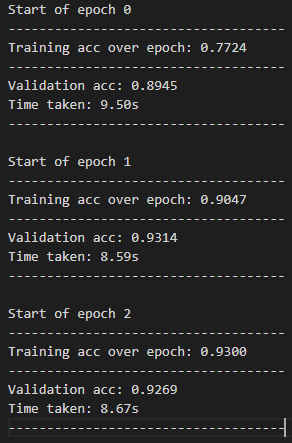 Start of epoch 0
-----------------------------------
Training acc over epoch: 0.7724
-----------------------------------
Validation acc: 0.8945
Time taken: 9.50s
-----------------------------------
Start of epoch 1
-----------------------------------
Training acc over epoch: 0.9047
-----------------------------------
Validation acc: 0.9314
Time taken: 8.59s
-----------------------------------
Start of epoch 2
-----------------------------------
Training acc over epoch: 0.9300
-----------------------------------
Validation acc: 0.9269
Time taken: 8.67s
-----------------------------------